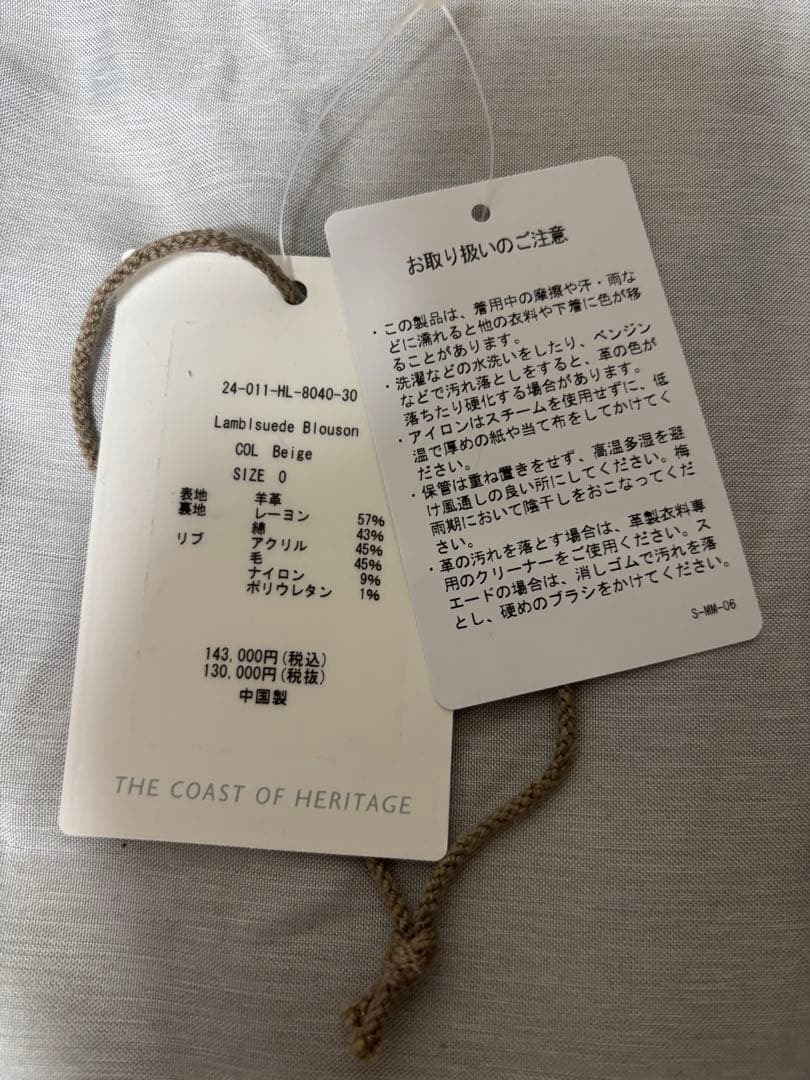 24-011-HL-8040-30
Lamblsuede Blouson
COL Beige
SIZE 0
表地 羊革
裏地 レーヨン 57%
綿 43%
リブ アクリル 45%
毛 45%
ナイロン 9%
ポリウレタン 1%
143,000円(税込)
130,000円(税抜)
中国製
THE COAST OF HERITAGE
お取り扱いのご注意
・この製品は、着用中の摩擦や汗・雨な
どに濡れると他の衣料や下着に色が移
ることがあります。
・洗濯などの水洗いをしたり、ベンジン
などで汚れ落としをすると、革の色が
落ちたり硬化する場合があります。
・アイロンはスチームを使用せずに、低
温で厚めの紙や当て布をしてかけてく
ださい。
・保管は重ね置きをせず、高温多湿を避
け風通しの良い所にしてください。梅
雨期において陰干しをおこなってくだ
さい。
・革の汚れを落とす場合は、革製衣料専
用のクリーナーをご使用ください。ス
エードの場合は、消しゴムで汚れを落
とし、硬めのブラシをかけてください。
S-MM-06